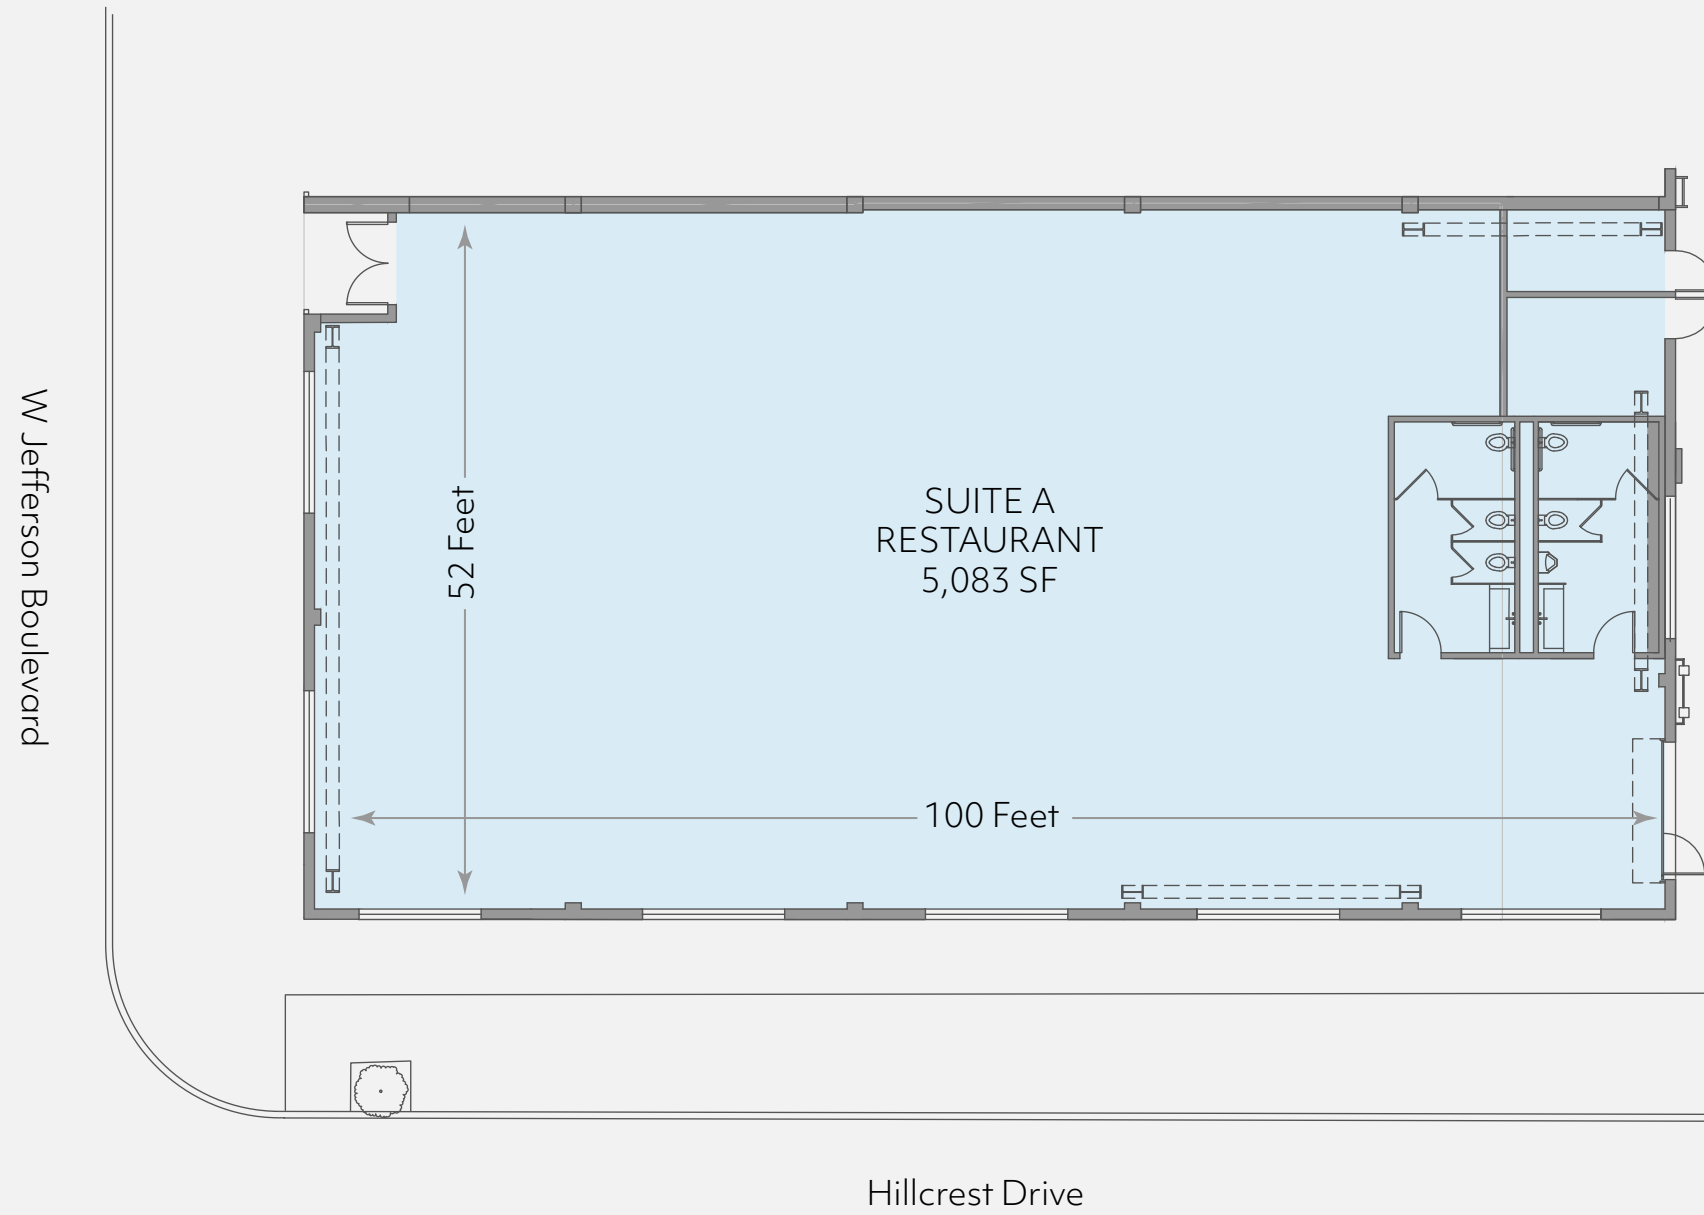 W Jefferson Boulevard
52 Feet
SUITE A
RESTAURANT
5,083 SF
100 Feet
Hillcrest Drive